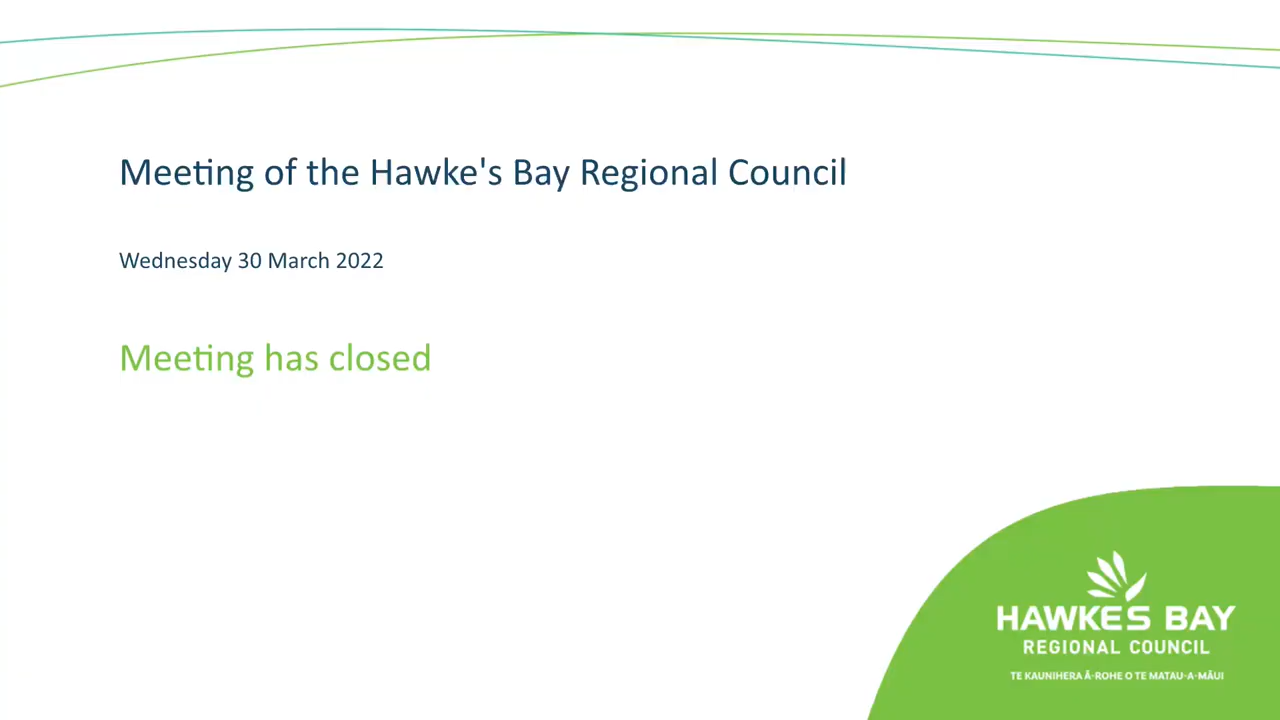 Meeting of the Hawke's Bay Regional Council
Wednesday 30 March 2022
Meeting has closed
HAWKES BAY
REGIONAL COUNCIL
TE KAUNIHERA Ā-ROHE O TE MATAU-A-MĀUI